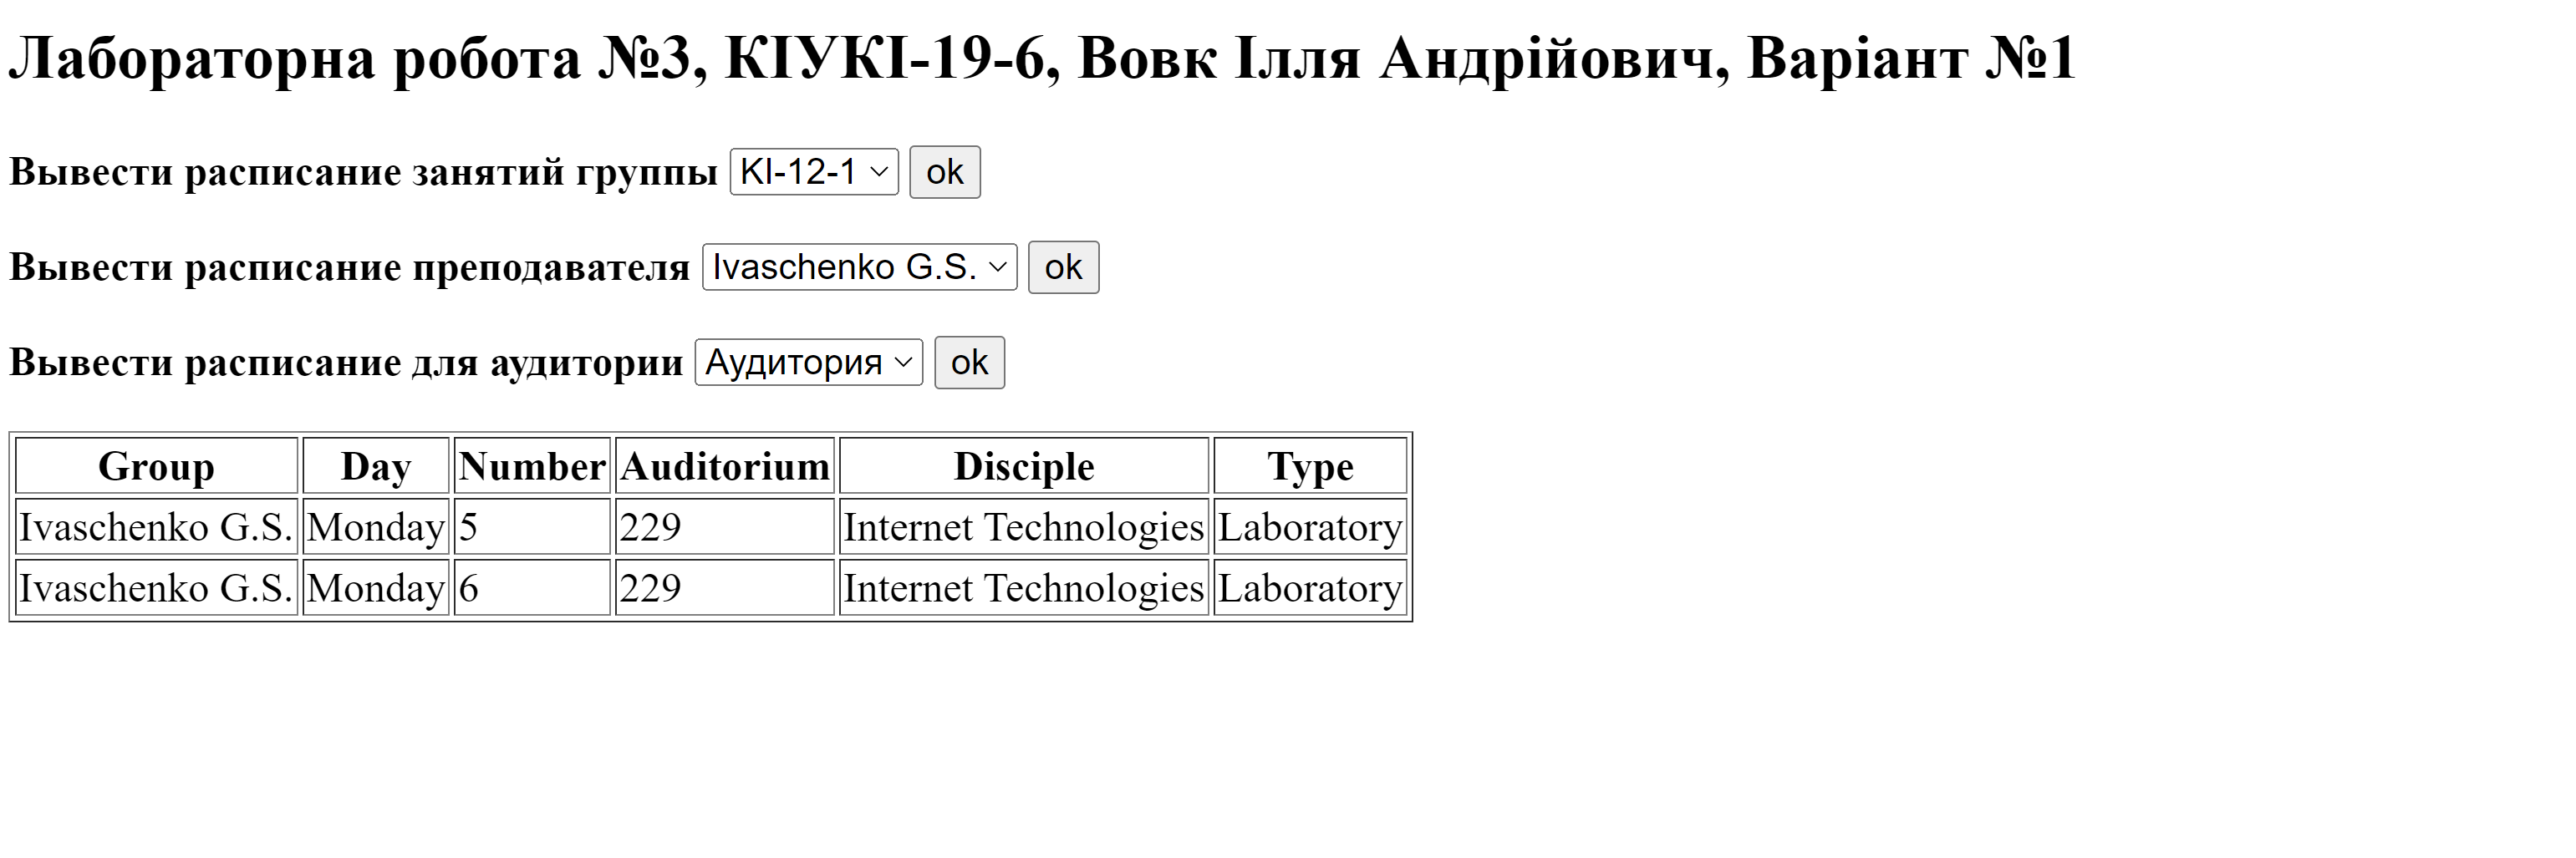 Лабораторна робота №3, КІУКІ-19-6, Вовк Ілля Андрійович, Варіант №1
Вывести расписание занятий группы KI-12-1 ok
Вывести расписание преподавателя Ivaschenko G.S. ok
Вывести расписание для аудитории Аудитория ok
Group Day Number Auditorium Disciple Type
Ivaschenko G.S. Monday 5 229 Internet Technologies Laboratory
Ivaschenko G.S. Monday 6 229 Internet Technologies Laboratory